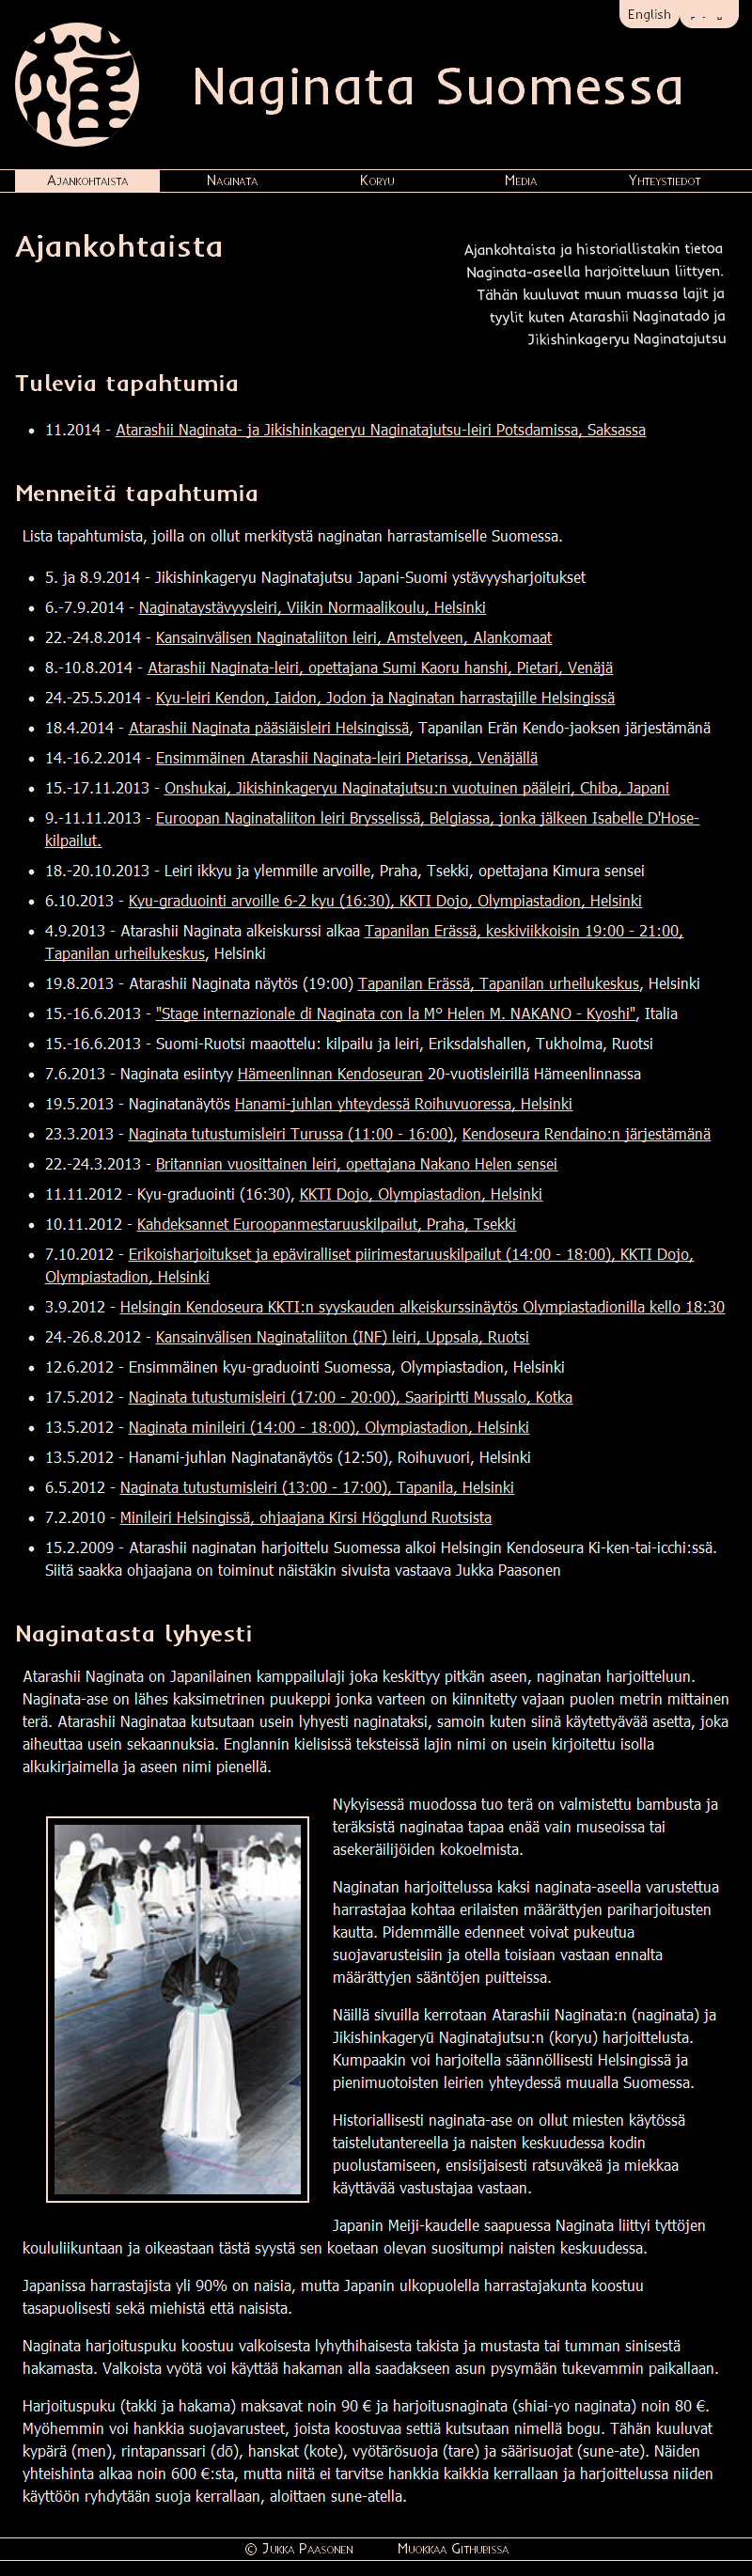 English
Naginata Suomessa
Ajankohtaista Naginata Koryu Media Yhteystiedot
Ajankohtaista
Ajankohtaista ja historiallistakin tietoa
Naginata-aseella harjoitteluun liittyen.
Tähän kuuluvat muun muassa lajit ja
tyylit kuten Atarashii Naginatado ja
Jikishinkageryu Naginatajutsu
Tulevia tapahtumia
11.2014 - Atarashii Naginata- ja Jikishinkageryu Naginatajutsu-leiri Potsdamissa, Saksassa
Menneitä tapahtumia
Lista tapahtumista, joilla on ollut merkitystä naginatan harrastamiselle Suomessa.
5. ja 8.9.2014 - Jikishinkageryu Naginatajutsu Japani-Suomi ystävyysharjoitukset
6.-7.9.2014 - Naginataystävyysleiri, Viikin Normaalikoulu, Helsinki
22.-24.8.2014 - Kansainvälisen Naginataliiton leiri, Amstelveen, Alankomaat
8.-10.8.2014 - Atarashii Naginata-leiri, opettajana Sumi Kaoru hanshi, Pietari, Venäjä
24.-25.5.2014 - Kyu-leiri Kendon, Iaidon, Jodon ja Naginatan harrastajille Helsingissä
18.4.2014 - Atarashii Naginata pääsiäisleiri Helsingissä, Tapanilan Erän Kendo-jaoksen järjestämänä
14.-16.2.2014 - Ensimmäinen Atarashii Naginata-leiri Pietarissa, Venäjällä
15.-17.11.2013 - Onshukai, Jikishinkageryu Naginatajutsu:n vuotuinen pääleiri, Chiba, Japani
9.-11.11.2013 - Euroopan Naginataliiton leiri Brysselissä, Belgiassa, jonka jälkeen Isabelle D'Hose-
kilpailut.
18.-20.10.2013 - Leiri ikkyu ja ylemmille arvoille, Praha, Tsekki, opettajana Kimura sensei
6.10.2013 - Kyu-graduointi arvoille 6-2 kyu (16:30), KKTI Dojo, Olympiastadion, Helsinki
4.9.2013 - Atarashii Naginata alkeiskurssi alkaa Tapanilan Erässä, keskiviikkoisin 19:00 - 21:00,
Tapanilan urheilukeskus, Helsinki
19.8.2013 - Atarashii Naginata näytös (19:00) Tapanilan Erässä, Tapanilan urheilukeskus, Helsinki
15.-16.6.2013 - "Stage internazionale di Naginata con la M° Helen M. NAKANO - Kyoshi", Italia
15.-16.6.2013 - Suomi-Ruotsi maaottelu: kilpailu ja leiri, Eriksdalshallen, Tukholma, Ruotsi
7.6.2013 - Naginata esiintyy Hämeenlinnan Kendoseuran 20-vuotisleirillä Hämeenlinnassa
19.5.2013 - Naginatanäytös Hanami-juhlan yhteydessä Roihuvuoressa, Helsinki
23.3.2013 - Naginata tutustumisleiri Turussa (11:00 - 16:00), Kendoseura Rendaino:n järjestämänä
22.-24.3.2013 - Britannian vuosittainen leiri, opettajana Nakano Helen sensei
11.11.2012 - Kyu-graduointi (16:30), KKTI Dojo, Olympiastadion, Helsinki
10.11.2012 - Kahdeksannet Euroopanmestaruuskilpailut, Praha, Tsekki
7.10.2012 - Erikoisharjoitukset ja epäviralliset piirimestaruuskilpailut (14:00 - 18:00), KKTI Dojo,
Olympiastadion, Helsinki
3.9.2012 - Helsingin Kendoseura KKTI:n syyskauden alkeiskurssinäytös Olympiastadionilla kello 18:30
24.-26.8.2012 - Kansainvälisen Naginataliiton (INF) leiri, Uppsala, Ruotsi
12.6.2012 - Ensimmäinen kyu-graduointi Suomessa, Olympiastadion, Helsinki
17.5.2012 - Naginata tutustumisleiri (17:00 - 20:00), Saaripirtti Mussalo, Kotka
13.5.2012 - Naginata minileiri (14:00 - 18:00), Olympiastadion, Helsinki
13.5.2012 - Hanami-juhlan Naginatanäytös (12:50), Roihuvuori, Helsinki
6.5.2012 - Naginata tutustumisleiri (13:00 - 17:00), Tapanila, Helsinki
7.2.2010 - Minileiri Helsingissä, ohjaajana Kirsi Högglund Ruotsista
15.2.2009 - Atarashii naginatan harjoittelu Suomessa alkoi Helsingin Kendoseura Ki-ken-tai-icchi:ssä.
Siitä saakka ohjaajana on toiminut näistäkin sivuista vastaava Jukka Paasonen
Naginatasta lyhyesti
Atarashii Naginata on Japanilainen kamppailulaji joka keskittyy pitkän aseen, naginatan harjoitteluun.
Naginata-ase on lähes kaksimetrinen puukeppi jonka varteen on kiinnitetty vajaan puolen metrin mittainen
terä. Atarashii Naginataa kutsutaan usein lyhyesti naginataksi, samoin kuten siinä käytettyävää asetta, joka
aiheuttaa usein sekaannuksia. Englannin kielisissä teksteissä lajin nimi on usein kirjoitettu isolla
alkukirjaimella ja aseen nimi pienellä.
Nykyisessä muodossa tuo terä on valmistettu bambusta ja
teräksistä naginataa tapaa enää vain museoissa tai
asekeräilijöiden kokoelmista.
Naginatan harjoittelussa kaksi naginata-aseella varustettua
harrastajaa kohtaa erilaisten määrättyjen pariharjoitusten
kautta. Pidemmälle edenneet voivat pukeutua
suojavarusteisiin ja otella toisiaan vastaan ennalta
määrättyjen sääntöjen puitteissa.
Näillä sivuilla kerrotaan Atarashii Naginata:n (naginata) ja
Jikishinkageryū Naginatajutsu:n (koryu) harjoittelusta.
Kumpaakin voi harjoitella säännöllisesti Helsingissä ja
pienimuotoisten leirien yhteydessä muualla Suomessa.
Historiallisesti naginata-ase on ollut miesten käytössä
taistelutantereella ja naisten keskuudessa kodin
puolustamiseen, ensisijaisesti ratsuväkeä ja miekkaa
käyttävää vastustajaa vastaan.
Japanin Meiji-kaudelle saapuessa Naginata liittyi tyttöjen
koululiikuntaan ja oikeastaan tästä syystä sen koetaan olevan suositumpi naisten keskuudessa.
Japanissa harrastajista yli 90% on naisia, mutta Japanin ulkopuolella harrastajakunta koostuu
tasapuolisesti sekä miehistä että naisista.
Naginata harjoituspuku koostuu valkoisesta lyhythihaisesta takista ja mustasta tai tumman sinisestä
hakamasta. Valkoista vyötä voi käyttää hakaman alla saadakseen asun pysymään tukevammin paikallaan.
Harjoituspuku (takki ja hakama) maksavat noin 90 € ja harjoitusnaginata (shiai-yo naginata) noin 80 €.
Myöhemmin voi hankkia suojavarusteet, joista koostuvaa settiä kutsutaan nimellä bogu. Tähän kuuluvat
kypärä (men), rintapanssari (dō), hanskat (kote), vyötärösuoja (tare) ja säärisuojat (sune-ate). Näiden
yhteishinta alkaa noin 600 €:sta, mutta niitä ei tarvitse hankkia kaikkia kerrallaan ja harjoittelussa niiden
käyttöön ryhdytään suoja kerrallaan, aloittaen sune-atella.
© Jukka Paasonen Muokkaa Githubissa